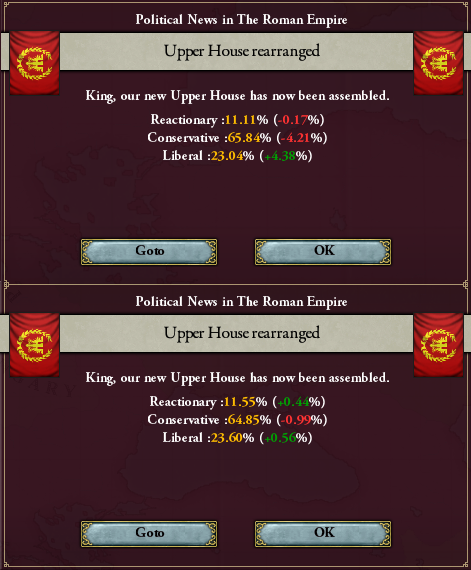 Political News in The Roman Empire
Upper House rearranged
King, our new Upper House has now been assembled.
Reactionary :11.11% (-0.17%)
Conservative :65.84% (-4.21%)
Liberal :23.04% (+4.38%)
Goto OK
Political News in The Roman Empire
Upper House rearranged
King, our new Upper House has now been assembled.
Reactionary :11.55% (+0.44%)
Conservative :64.85% (-0.99%)
Liberal :23.60% (+0.56%)
Goto OK